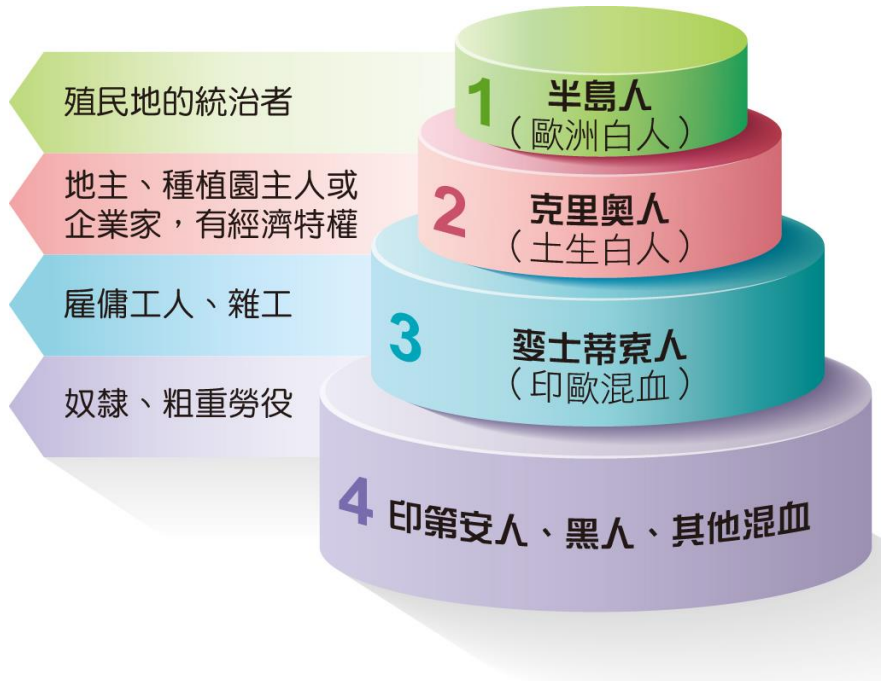 殖民地的統治者
1 半島人
（歐洲白人）
地主、種植園主人或
企業家，有經濟特權
2 克里奧人
（土生白人）
雇傭工人、雜工
3 麥士蒂索人
（印歐混血）
奴隸、粗重勞役
4 印第安人、黑人、其他混血